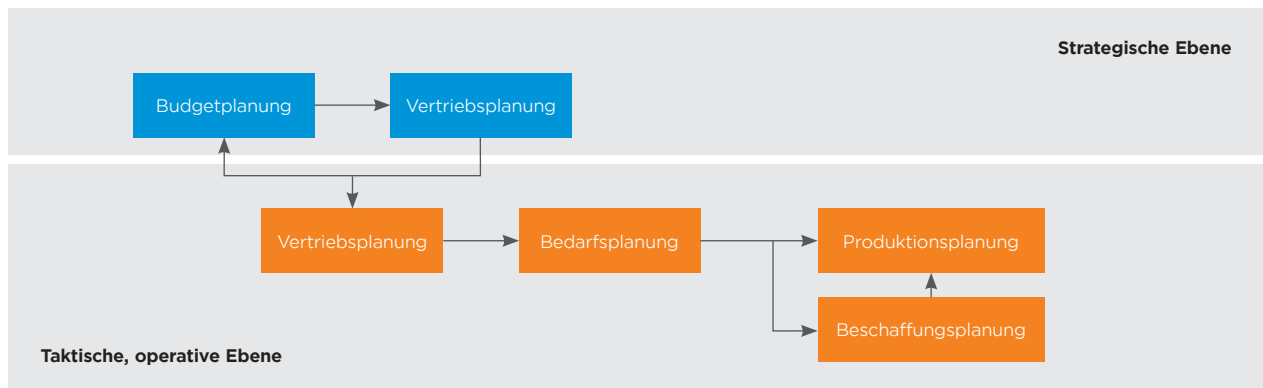 Strategische Ebene
Budgetplanung
Vertriebsplanung
Vertriebsplanung
Bedarfsplanung
Produktionsplanung
Beschaffungsplanung
Taktische, operative Ebene